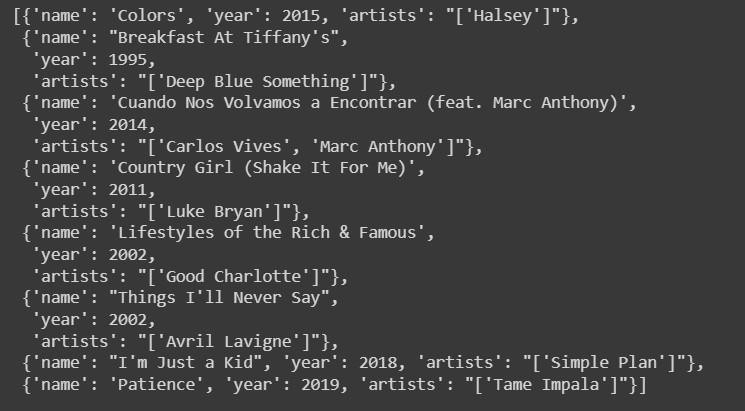 [{'name': 'Colors', 'year': 2015, 'artists': "['Halsey']"},
 {'name': "Breakfast At Tiffany's",
  'year': 1995,
  'artists': "['Deep Blue Something']"},
 {'name': 'Cuando Nos Volvamos a Encontrar (feat. Marc Anthony)',
  'year': 2014,
  'artists': "['Carlos Vives', 'Marc Anthony']"},
 {'name': 'Country Girl (Shake It For Me)',
  'year': 2011,
  'artists': "['Luke Bryan']"},
 {'name': 'Lifestyles of the Rich & Famous',
  'year': 2002,
  'artists': "['Good Charlotte']"},
 {'name': "Things I'll Never Say",
  'year': 2002,
  'artists': "['Avril Lavigne']"},
 {'name': "I'm Just a Kid", 'year': 2018, 'artists': "['Simple Plan']"},
 {'name': 'Patience', 'year': 2019, 'artists': "['Tame Impala']"}]